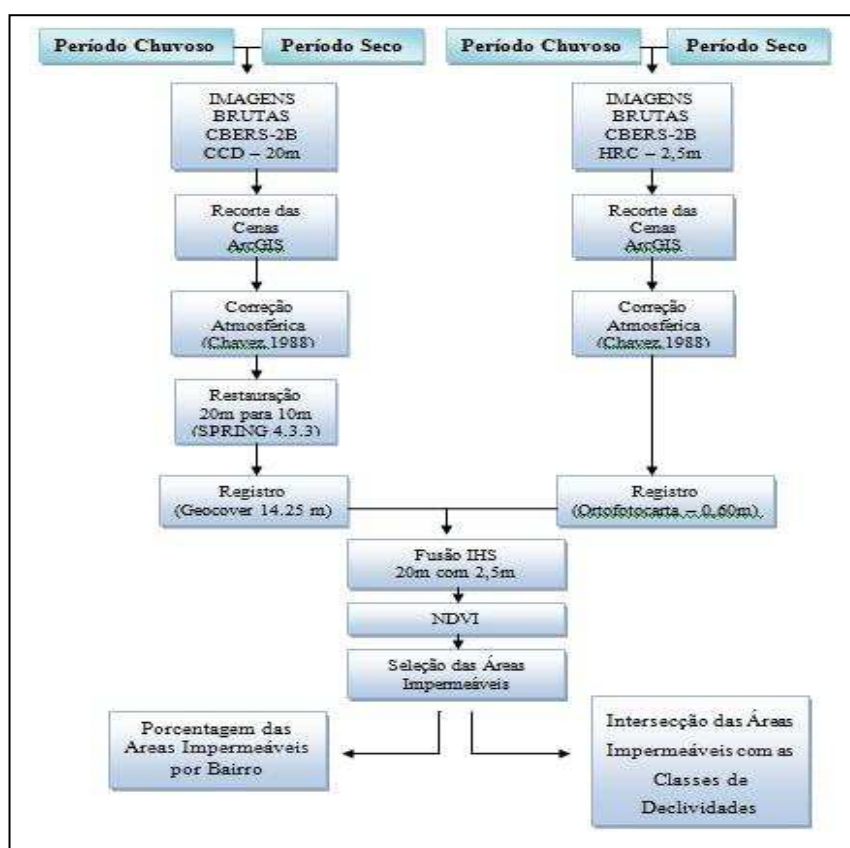 Período Chuvoso
Período Seco
IMAGENS
BRUTAS
CBERS-2B
CCD – 20m
Recorte das
Cenas
ArcGIS
Correção
Atmosférica
(Chavez 1988)
Restauração
20m para 10m
(SPRING 4.3.3)
Registro
(Geocover 14.25 m)
Período Chuvoso
Período Seco
IMAGENS
BRUTAS
CBERS-2B
HRC – 2,5m
Recorte das
Cenas
ArcGIS
Correção
Atmosférica
(Chavez 1988)
Registro
(Ortofotocarta – 0,60m)
Fusão IHS
20m com 2,5m
NDVI
Seleção das Áreas
Impermeáveis
Porcentagem das
Areas Impermeáveis
por Bairro
Intersecção das Áreas
Impermeáveis com as
Classes de
Declividades